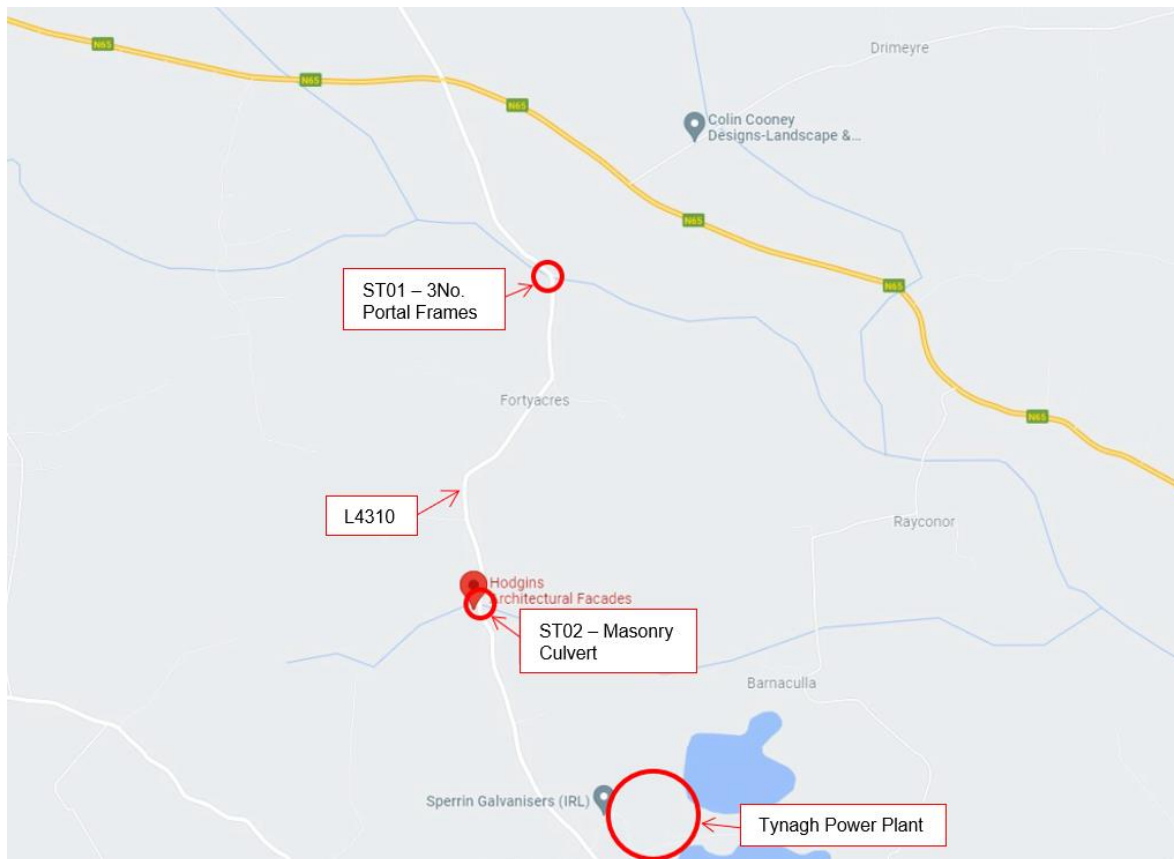 N65
N65
Drimeyre
N65
Colin Cooney
Designs-Landscape &...
N65
ST01 – 3No.
Portal Frames
N65
Fortyacres
N65
L4310
Rayconor
Hodgins
Architectural Facades
ST02 – Masonry
Culvert
Barnaculla
Sperrin Galvanisers (IRL)
Tynagh Power Plant